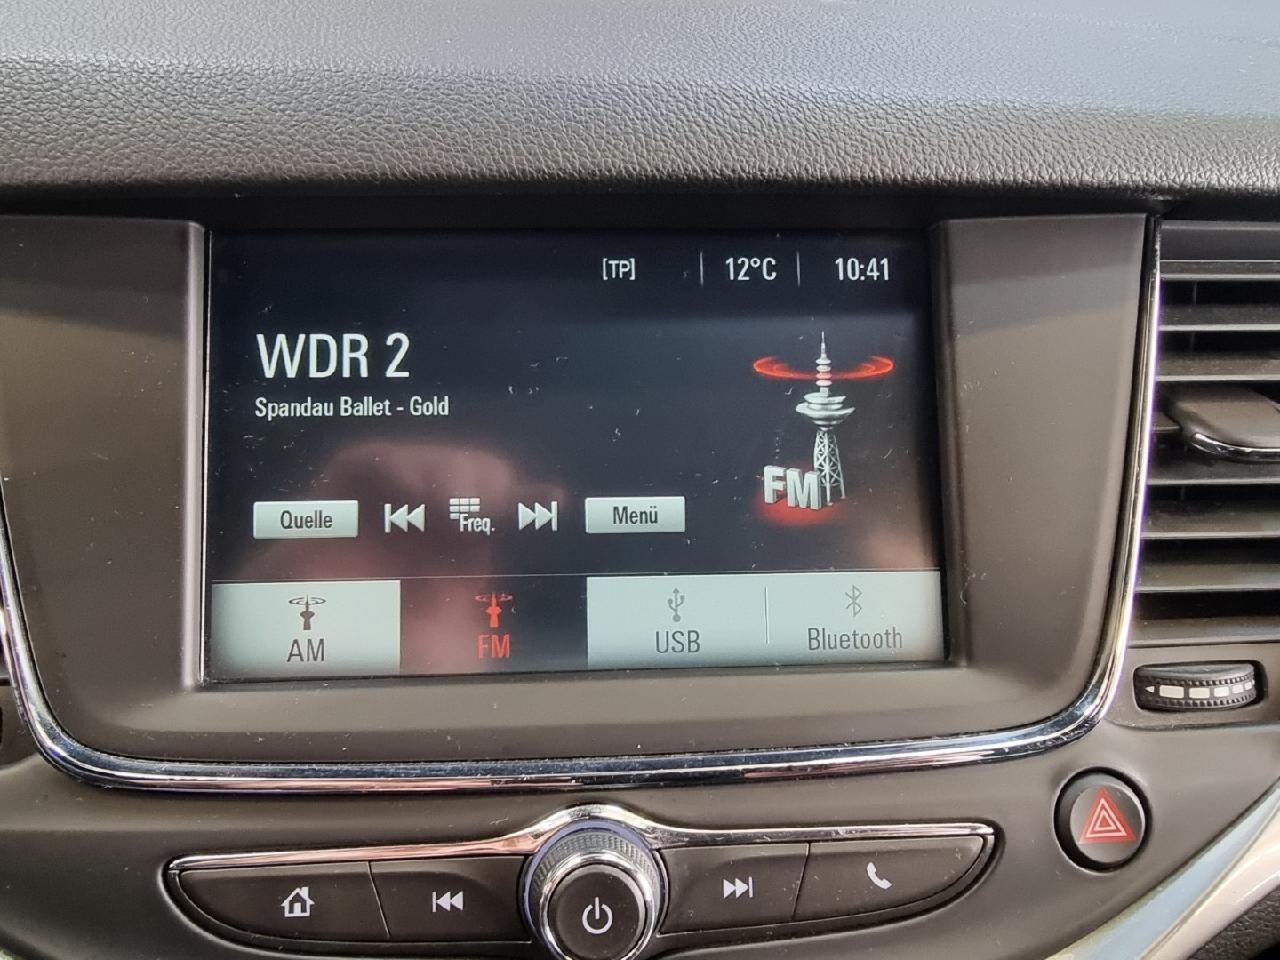 [TP] 12°C 10:41
WDR 2
Spandau Ballet - Gold
FM
Quelle Freq. Menü
AM FM USB Bluetooth